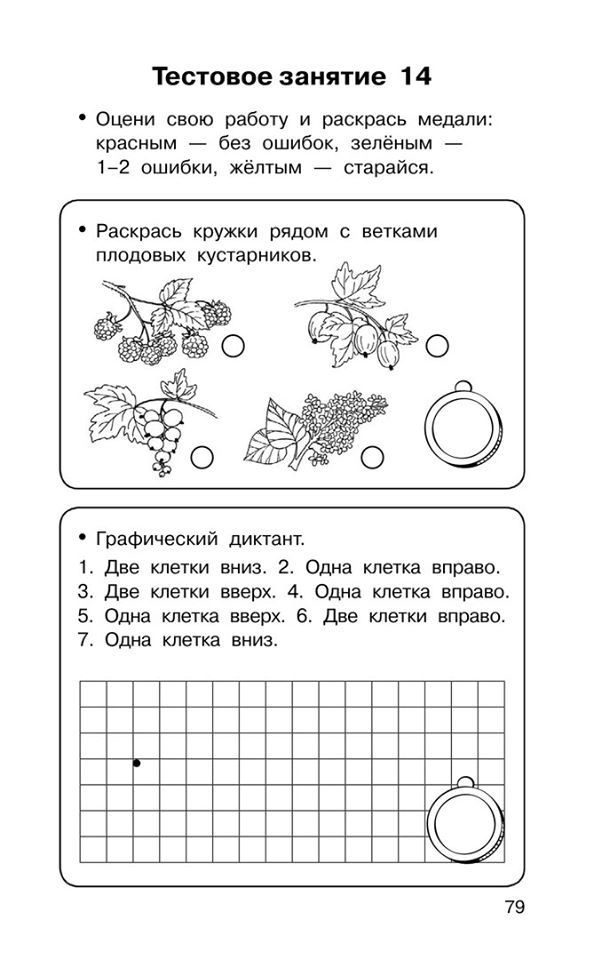 Тестовое занятие 14
• Оцени свою работу и раскрась медали:
красным — без ошибок, зелёным —
1–2 ошибки, жёлтым — старайся.
• Раскрась кружки рядом с ветками
плодовых кустарников.
• Графический диктант.
1. Две клетки вниз. 2. Одна клетка вправо.
3. Две клетки вверх. 4. Одна клетка вправо.
5. Одна клетка вверх. 6. Две клетки вправо.
7. Одна клетка вниз.
79